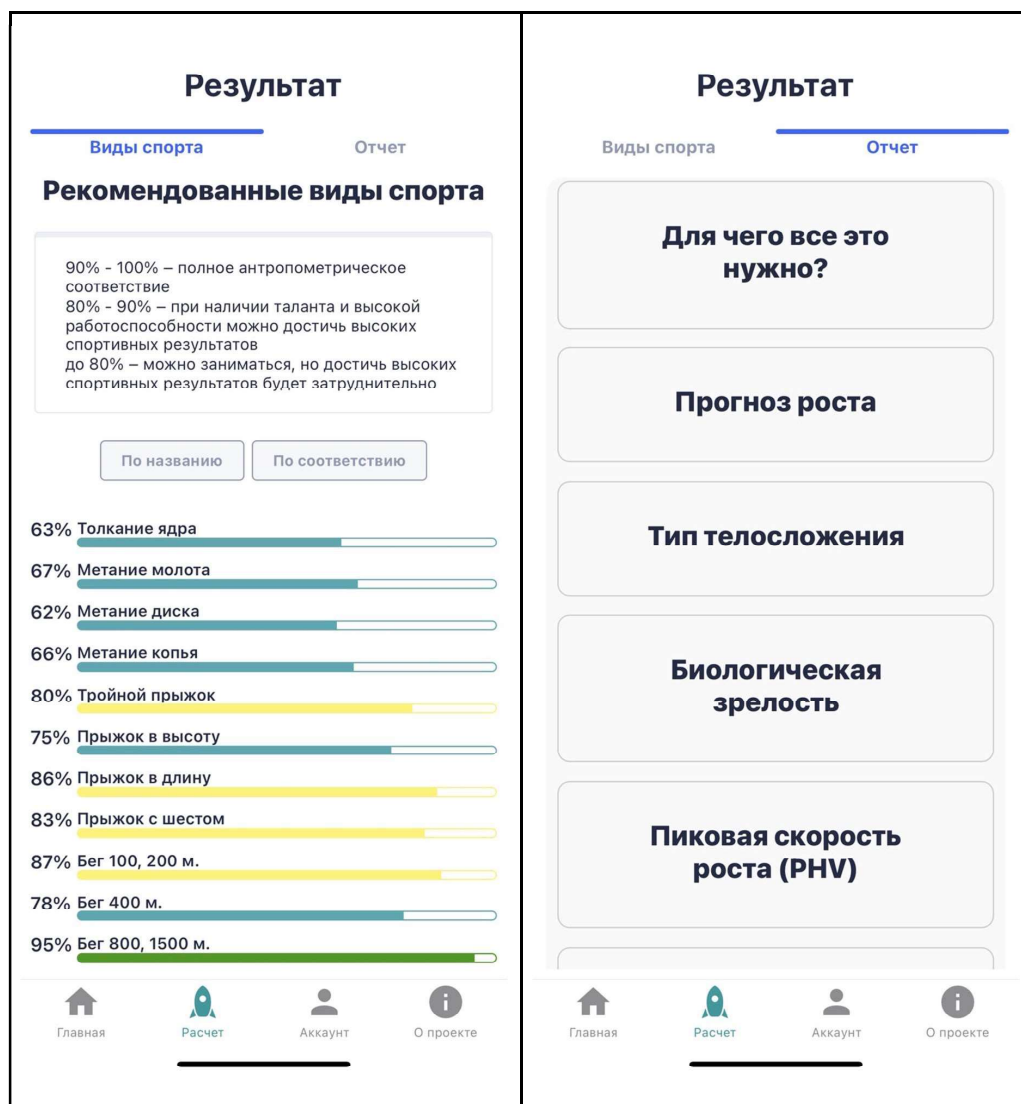 Результат
Виды спорта
Отчет
Рекомендованные виды спорта
90% - 100% – полное антропометрическое
соответствие
80% - 90% – при наличии таланта и высокой
работоспособности можно достичь высоких
спортивных результатов
до 80% – можно заниматься, но достичь высоких
спортивных результатов будет затруднительно
По названию
По соответствию
63% Толкание ядра
67% Метание молота
62% Метание диска
66% Метание копья
80% Тройной прыжок
75% Прыжок в высоту
86% Прыжок в длину
83% Прыжок с шестом
87% Бег 100, 200 м.
78% Бег 400 м.
95% Бег 800, 1500 м.
Главная
Расчет
Аккаунт
О проекте
Результат
Виды спорта
Отчет
Для чего все это
нужно?
Прогноз роста
Тип телосложения
Биологическая
зрелость
Пиковая скорость
роста (PHV)
Главная
Расчет
Аккаунт
О проекте